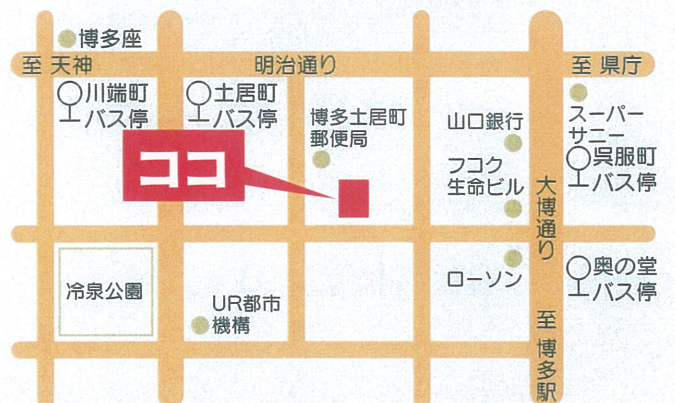 博多座
至 天神
明治通り
至 県庁
川端町
バス停
土居町
バス停
博多土居町
郵便局
山口銀行
スーパー
サニー
呉服町
バス停
フコク
生命ビル
ココ
大博通り
ローソン
奥の堂
バス停
冷泉公園
UR都市
機構
至 博多駅